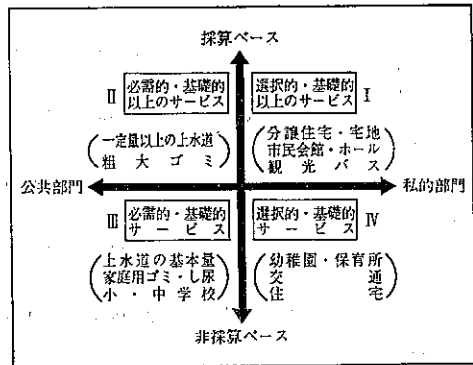 採算ベース
Ⅱ
必需的・基礎的
以上のサービス
選択的・基礎的
以上のサービス
Ⅰ
(一定量以上の上水道
粗大ゴミ)
(分譲住宅・宅地
市民会館・ホール
観光バス)
公共部門
私的部門
Ⅲ
必需的・基礎的
サービス
選択的・基礎的
サービス
Ⅳ
(上水道の基本量
家庭用ゴミ・し尿
小・中学校)
(幼稚園・保育所
交通
住宅)
非採算ベース